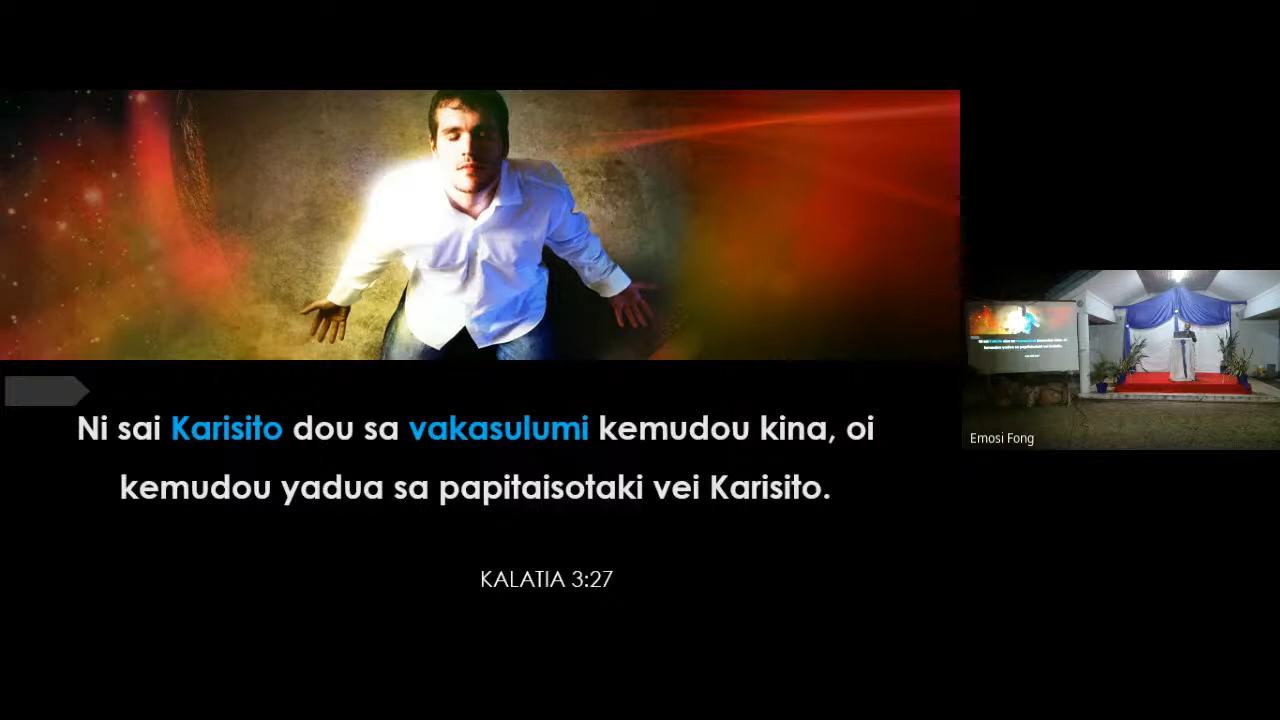 Ni sai Karisito dou sa vakasulumi kemudou kina, oi
kemudou yadua sa papitaisotaki vei Karisito.
KALATIA 3:27
Emosi Fong